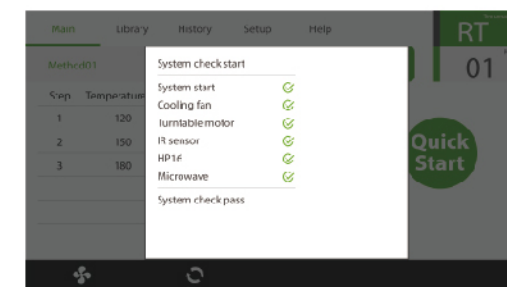 Main Library History Setup Help
RT
Method01
01
System check start
Step Temperature
System start
Cooling fan
1 120
Turntable motor
2 150
IR sensor
Quick
Start
3 180
HP16
Microwave
System check pass